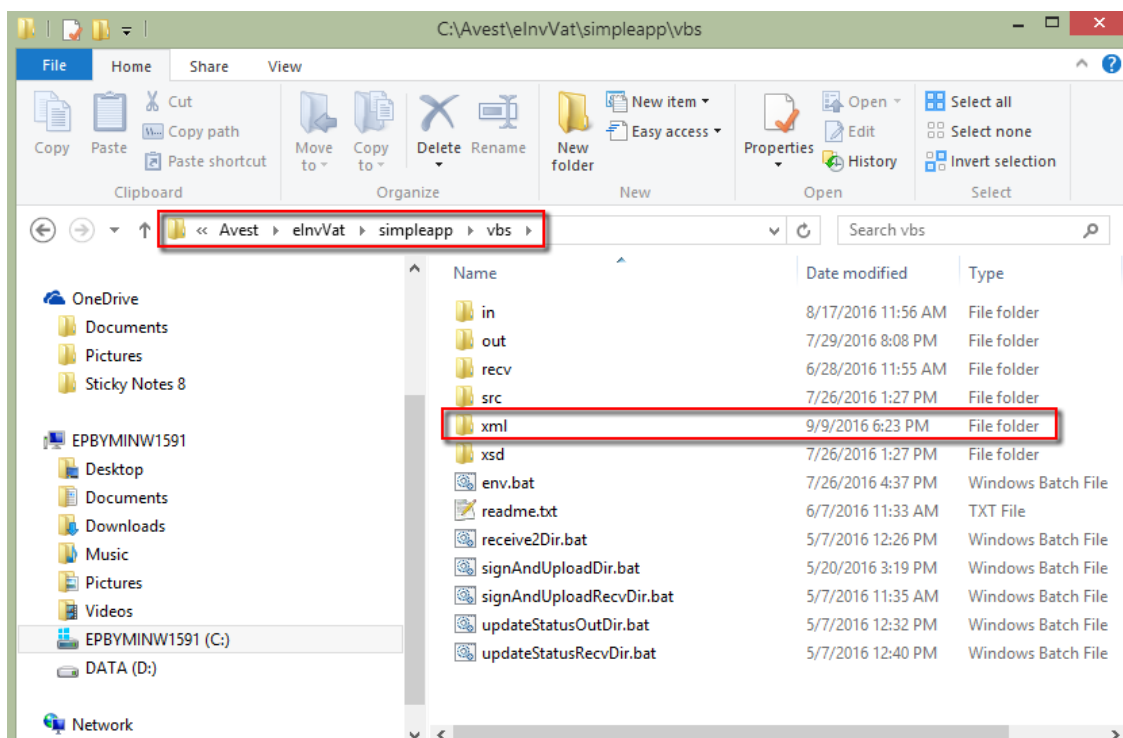 C:\Avest\eInvVat\simpleapp\vbs
File Home Share View
Copy
Paste
Cut
Copy path
Paste shortcut
Clipboard
Move to
Copy to
Delete
Rename
Organize
New folder
New item
Easy access
New
Properties
Open
Edit
History
Open
Select all
Select none
Invert selection
Select
« Avest eInvVat simpleapp vbs
Search vbs
OneDrive
Documents
Pictures
Sticky Notes 8
EPBYMINW1591
Desktop
Documents
Downloads
Music
Pictures
Videos
EPBYMINW1591 (C:)
DATA (D:)
Network
Name Date modified Type
in 8/17/2016 11:56 AM File folder
out 7/29/2016 8:08 PM File folder
recv 6/28/2016 11:55 AM File folder
src 7/26/2016 1:27 PM File folder
xml 9/9/2016 6:23 PM File folder
xsd 7/26/2016 1:27 PM File folder
env.bat 7/26/2016 4:37 PM Windows Batch File
readme.txt 6/7/2016 11:33 AM TXT File
receive2Dir.bat 5/7/2016 12:26 PM Windows Batch File
signAndUploadDir.bat 5/20/2016 3:19 PM Windows Batch File
signAndUploadRecvDir.bat 5/7/2016 11:35 AM Windows Batch File
updateStatusOutDir.bat 5/7/2016 12:32 PM Windows Batch File
updateStatusRecvDir.bat 5/7/2016 12:40 PM Windows Batch File